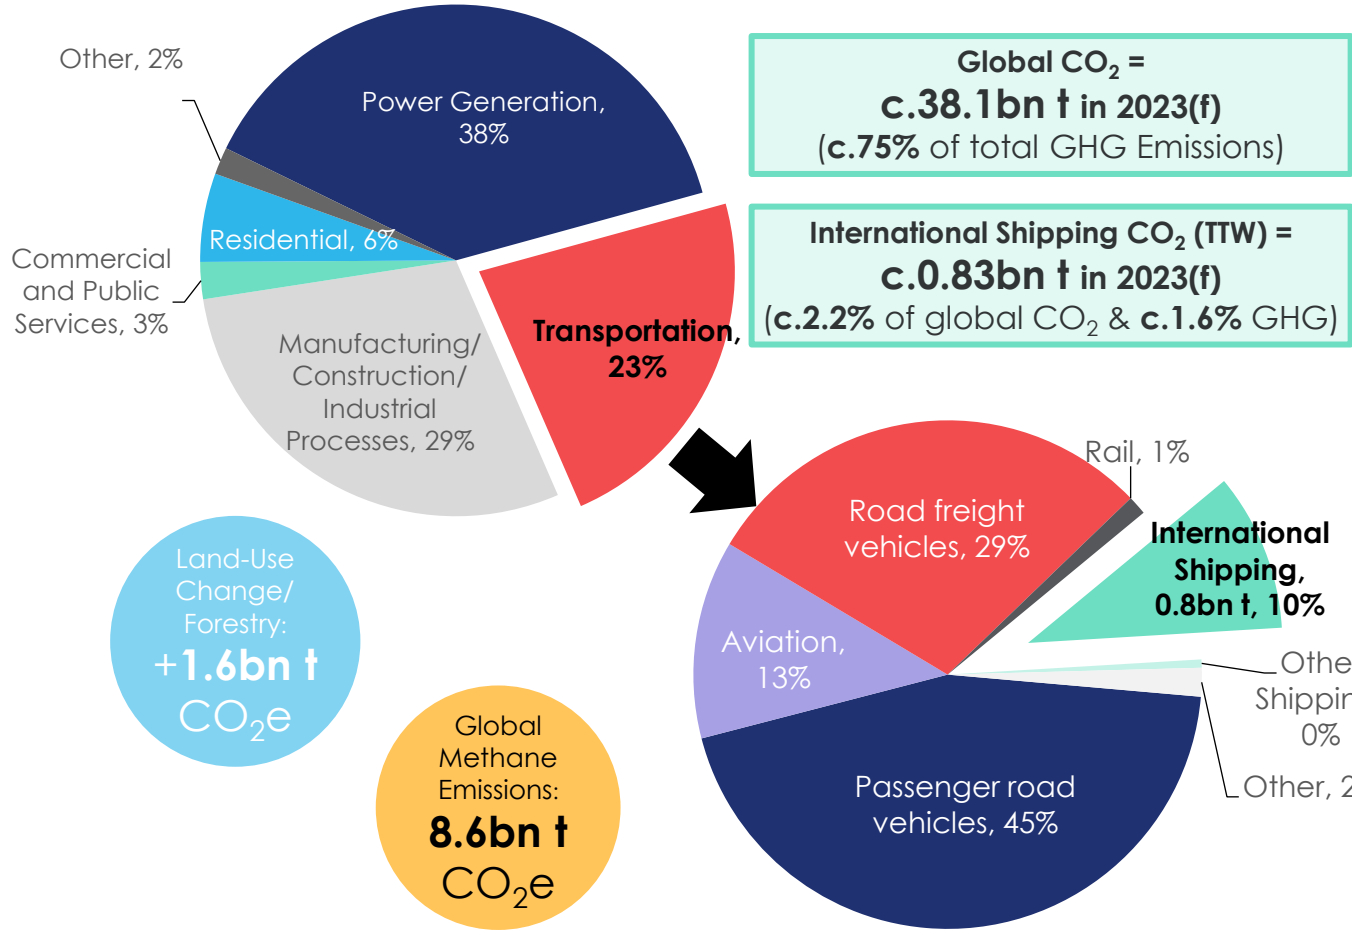 Other, 2%
Power Generation,
38%
Global CO₂ =
c.38.1bn t in 2023(f)
(c.75% of total GHG Emissions)
Residential, 6%
International Shipping CO₂ (TTW) =
c.0.83bn t in 2023(f)
(c.2.2% of global CO₂ & c.1.6% GHG)
Commercial
and Public
Services, 3%
Manufacturing/
Construction/
Industrial
Processes, 29%
Transportation,
23%
Rail, 1%
Road freight
vehicles, 29%
International
Shipping,
0.8bn t, 10%
Aviation,
13%
Othe
Shippin
0%
Other, 2
Passenger road
vehicles, 45%
Land-Use
Change/
Forestry:
+1.6bn t
CO₂e
Global
Methane
Emissions:
8.6bn t
CO₂e